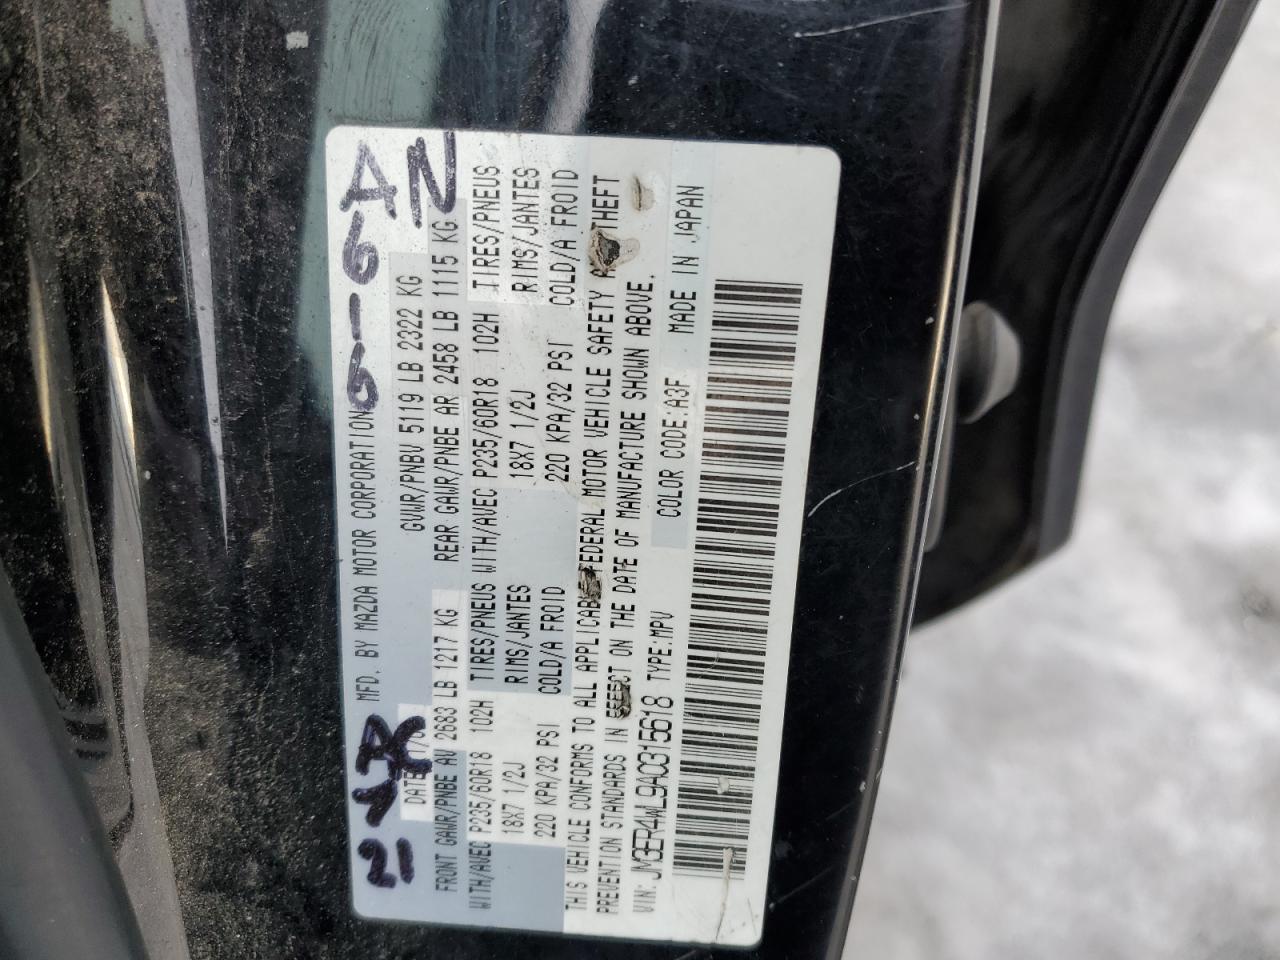 21 5-16A
AN
MFD. BY MAZDA MOTOR CORPORATION
DATE
GVWR/PNBV 5119 LB 2322 KG
FRONT GAWR/PNBE AV 2683 LB 1217 KG REAR GAWR/PNBE AR 2458 LB 1115 KG
WITH/AVEC P235/60R18 102H TIRES/PNEUS WITH/AVEC P235/60R18 102H TIRES/PNEUS
18X7 1/2J RIMS/JANTES 18X7 1/2J RIMS/JANTES
220 KPA/32 PSI COLD/A FROID 220 KPA/32 PSI COLD/A FROID
THIS VEHICLE CONFORMS TO ALL APPLICABLE FEDERAL MOTOR VEHICLE SAFETY THEFT
PREVENTION STANDARDS IN EFFECT ON THE DATE OF MANUFACTURE SHOWN ABOVE.
VIN: JM3ER4WL9A0315618 TYPE:MPV COLOR CODE:A3F MADE IN JAPAN